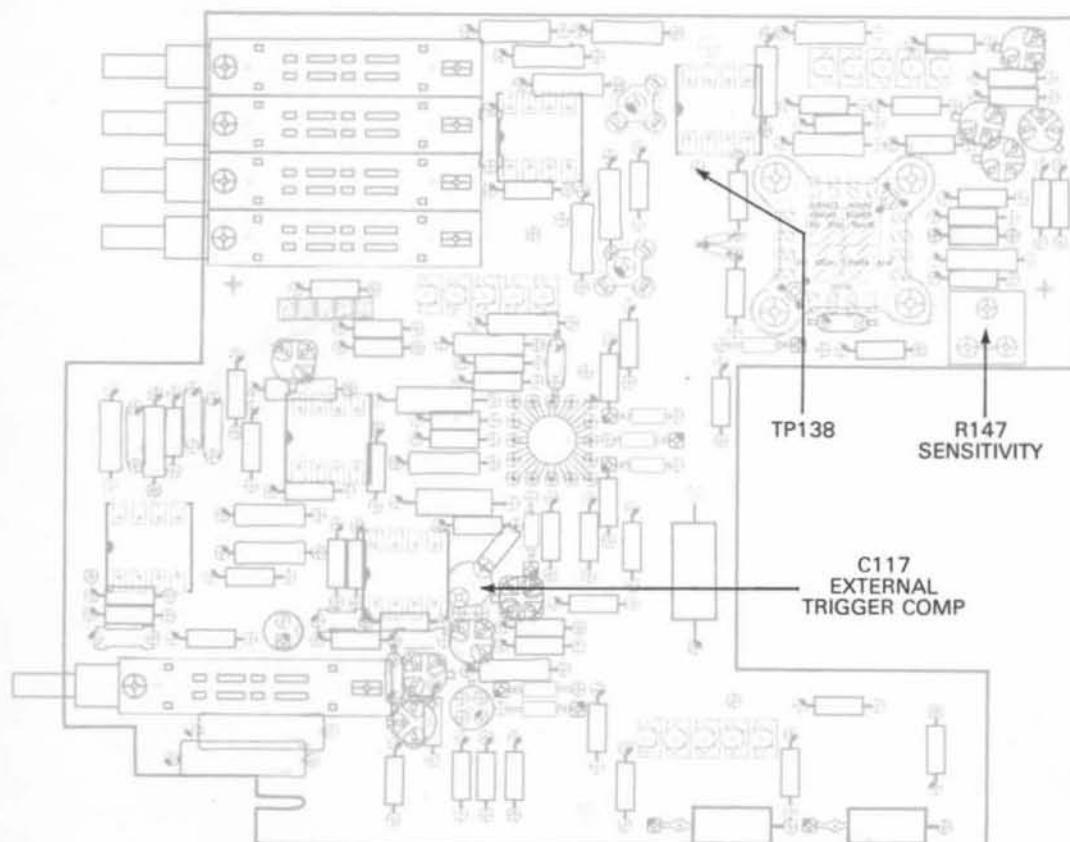 TP138
R147
SENSITIVITY
C117
EXTERNAL
TRIGGER COMP